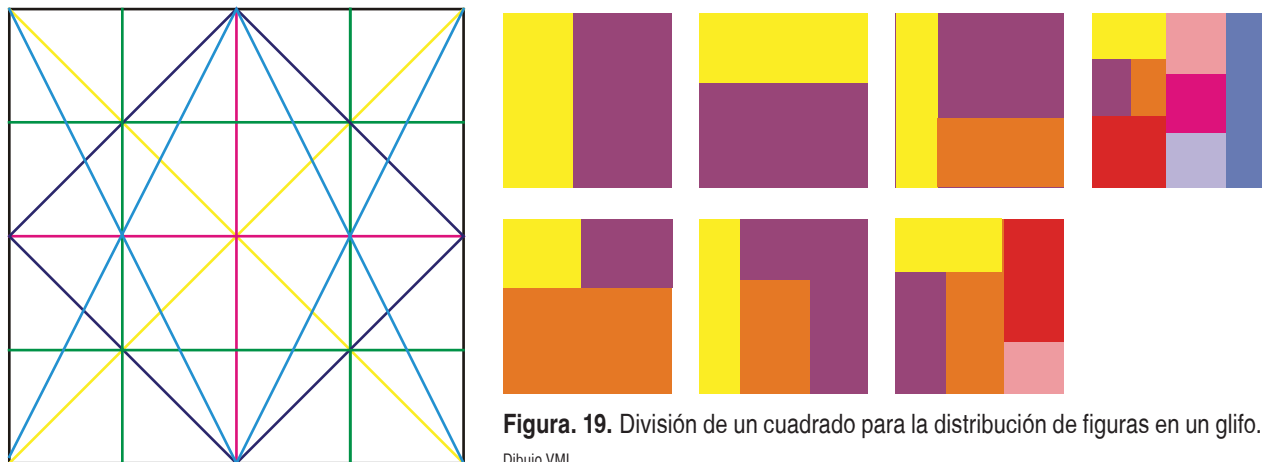 Figura. 19. División de un cuadrado para la distribución de figuras en un glifo.
Dibujo VML